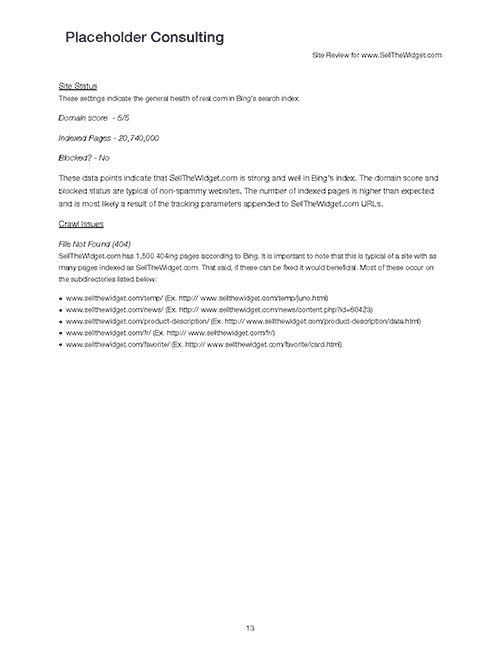 Placeholder Consulting
Site Review for www.SellTheWidget.com
Site Status
These settings indicate the general health of real.com in Bing's search index.
Domain score - 5/5
Indexed Pages - 20,740,000
Blocked? - No
These data points indicate that SellTheWidget.com is strong and well in Bing's index. The domain score and
blocked status are typical of non-spammy websites. The number of indexed pages is higher than expected
and is most likely a result of the tracking parameters appended to SellTheWidget.com URLs.
Crawl Issues
File Not Found (404)
SellTheWidget.com has 1,500 404ing pages according to Bing. It is important to note that this is typical of a site with as
many pages indexed as SellTheWidget.com. That said, if these can be fixed it would beneficial. Most of these occur on
the subdirectories listed below:
• www.sellthewidget.com/temp/ (Ex. http:// www.sellthewidget.com/temp/juno.html)
• www.sellthewidget.com/news/ (Ex. http:// www.sellthewidget.com/news/content.php?id=60423)
• www.sellthewidget.com/product-description/ (Ex. http:// www.sellthewidget.com/product-description/data.html)
• www.sellthewidget.com/fr/ (Ex. http:// www.sellthewidget.com/fr/)
• www.sellthewidget.com/favorite/ (Ex. http:// www.sellthewidget.com/favorite/card.html)
13